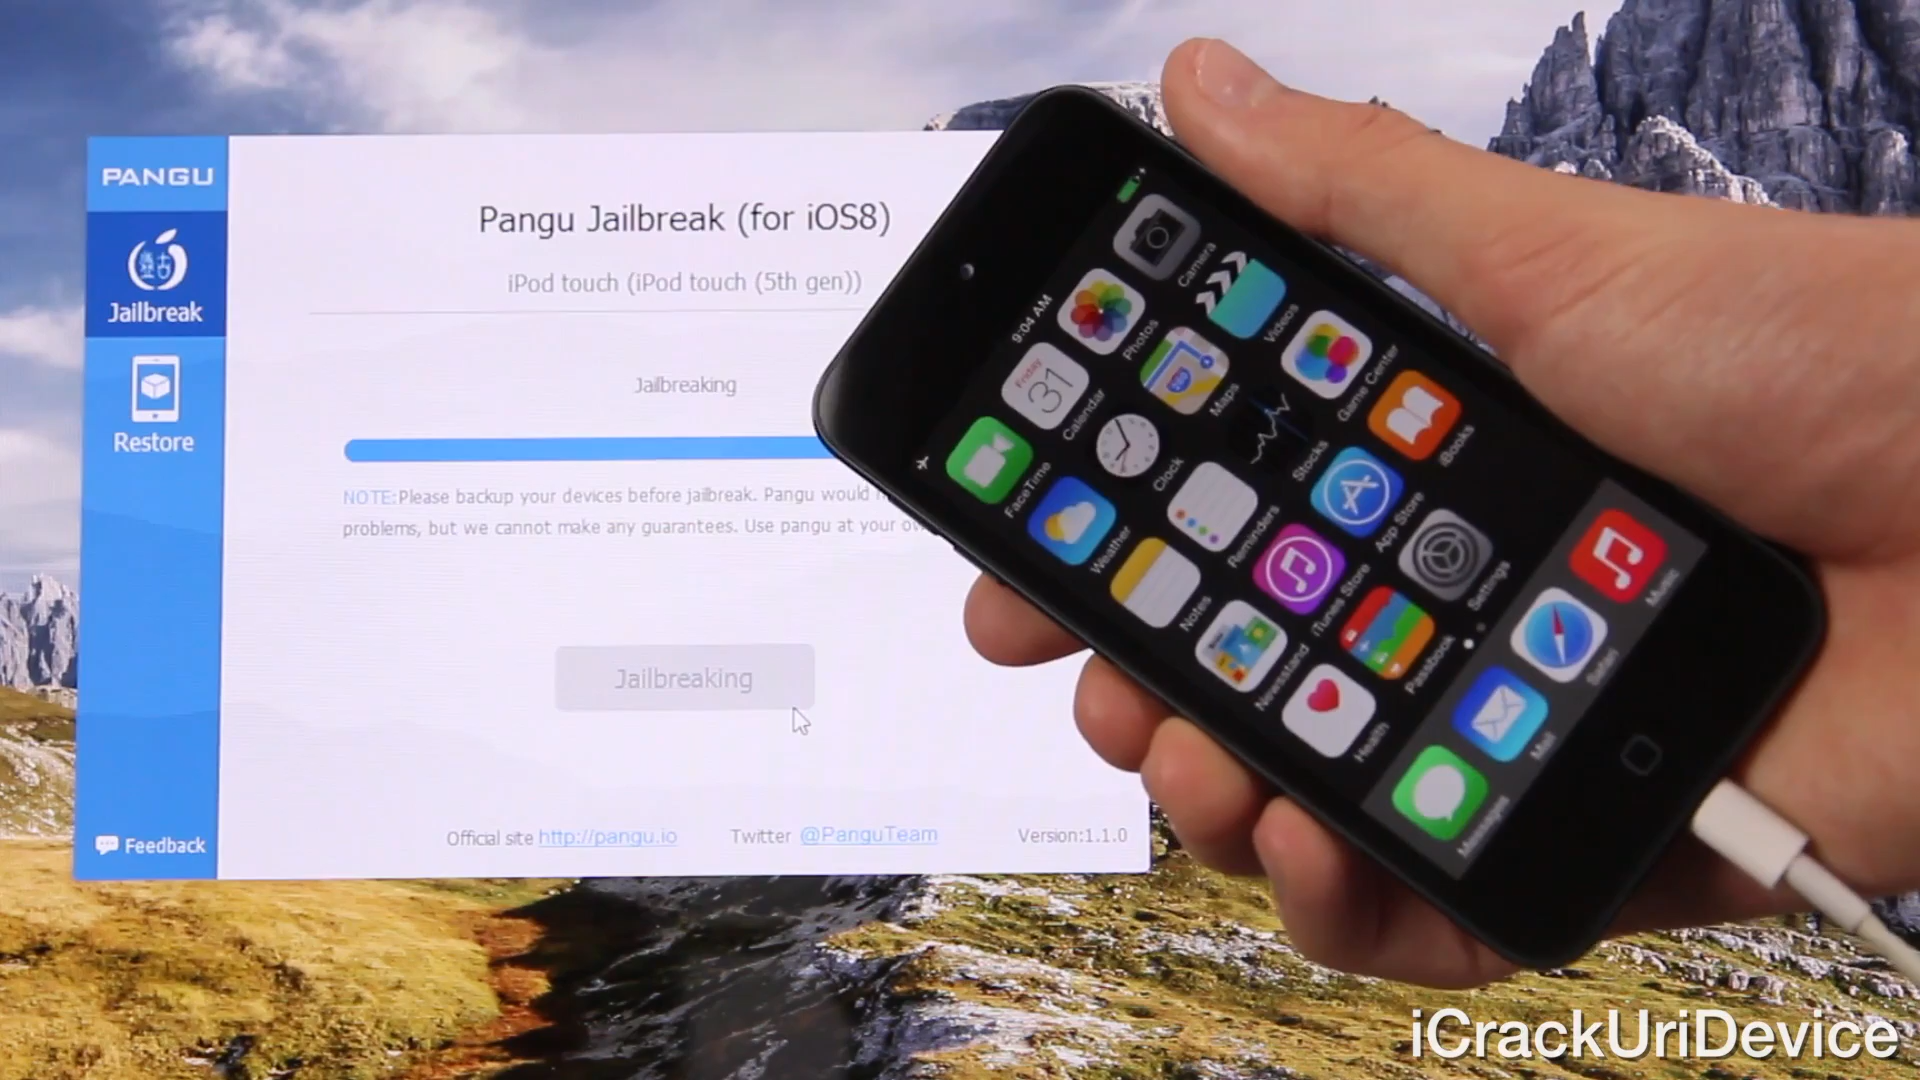 PANGU
盘古
Jailbreak
Restore
Feedback
Pangu Jailbreak (for iOS8)
iPod touch (iPod touch (5th gen))
Jailbreaking
NOTE:Please backup your devices before jailbreak. Pangu would
problems, but we cannot make any guarantees. Use pangu at your
Jailbreaking
Official site http://pangu.io
Twitter @PanguTeam
Version:1.1.0
9:04 AM
FaceTime
Friday
31
Calendar
Photos
Camera
Weather
Clock
Maps
280
Videos
Notes
Reminders
Stocks
Game Center
Newsstand
iTunes Store
App Store
iBooks
Health
Passbook
Settings
Messages
Mail
Safari
Music
iCrackUriDevice